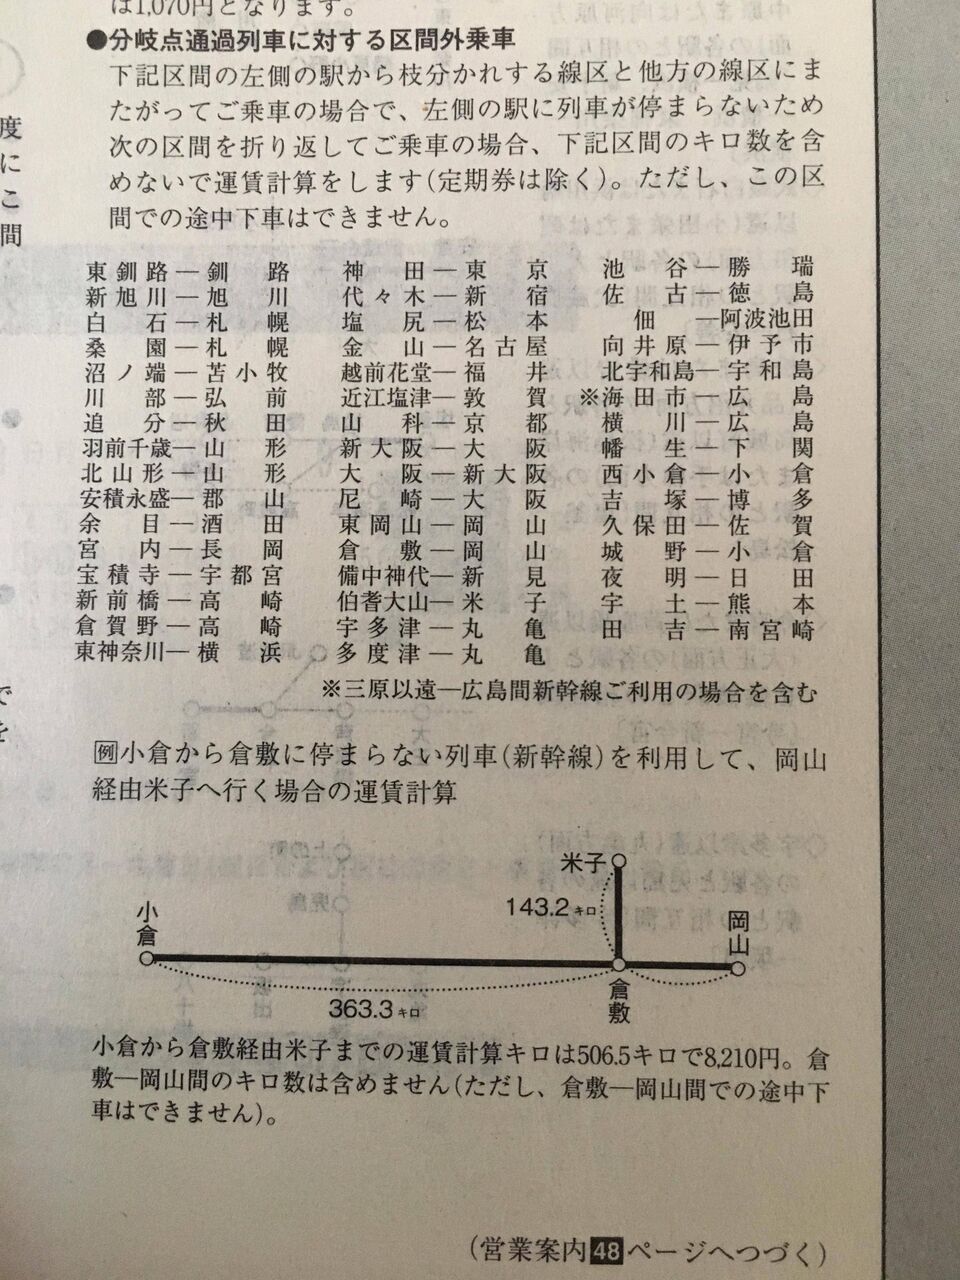 は1,070円となります。
●分岐点通過列車に対する区間外乗車
下記区間の左側の駅から枝分かれする線区と他方の線区にま
たがってご乗車の場合で、左側の駅に列車が停まらないため
次の区間を折り返してご乗車の場合、下記区間のキロ数を含
めないで運賃計算をします(定期券は除く)。ただし、この区
間での途中下車はできません。
東釧路―釧路 神田―東京 池谷―勝瑞
新旭川―旭川 代々木―新宿 佐古―徳島
白石―札幌 塩尻―松本 佃―阿波池田
桑園―札幌 金山―名古屋 向井原―伊予市
沼ノ端―苫小牧 越前花堂―福井 北宇和島―宇和島
川部―弘前 近江塩津―敦賀 ※海田市―広島
追分―秋田 山科―京都 横川―広島
羽前千歳―山形 新大阪―大阪 幡生―下関
北山形―山形 大阪―新大阪 西小倉―小倉
安積永盛―郡山 尼崎―大阪 吉塚―博多
余目―酒田 東岡山―岡山 久保田―佐賀
宮内―長岡 倉敷―岡山 城野―小倉
宝積寺―宇都宮 備中神代―新見 夜明―日田
新前橋―高崎 伯耆大山―米子 宇土―熊本
倉賀野―高崎 宇多津―丸亀 田吉―南宮崎
東神奈川―横浜 多度津―丸亀
※三原以遠―広島間新幹線ご利用の場合を含む
例小倉から倉敷に停まらない列車(新幹線)を利用して、岡山
経由米子へ行く場合の運賃計算
米子
143.2キロ
小倉
岡山
倉敷
363.3キロ
小倉から倉敷経由米子までの運賃計算キロは506.5キロで8,210円。倉
敷―岡山間のキロ数は含めません(ただし、倉敷―岡山間での途中下
車はできません)。
(営業案内48ページへつづく)
度
に
こ
間
で
を